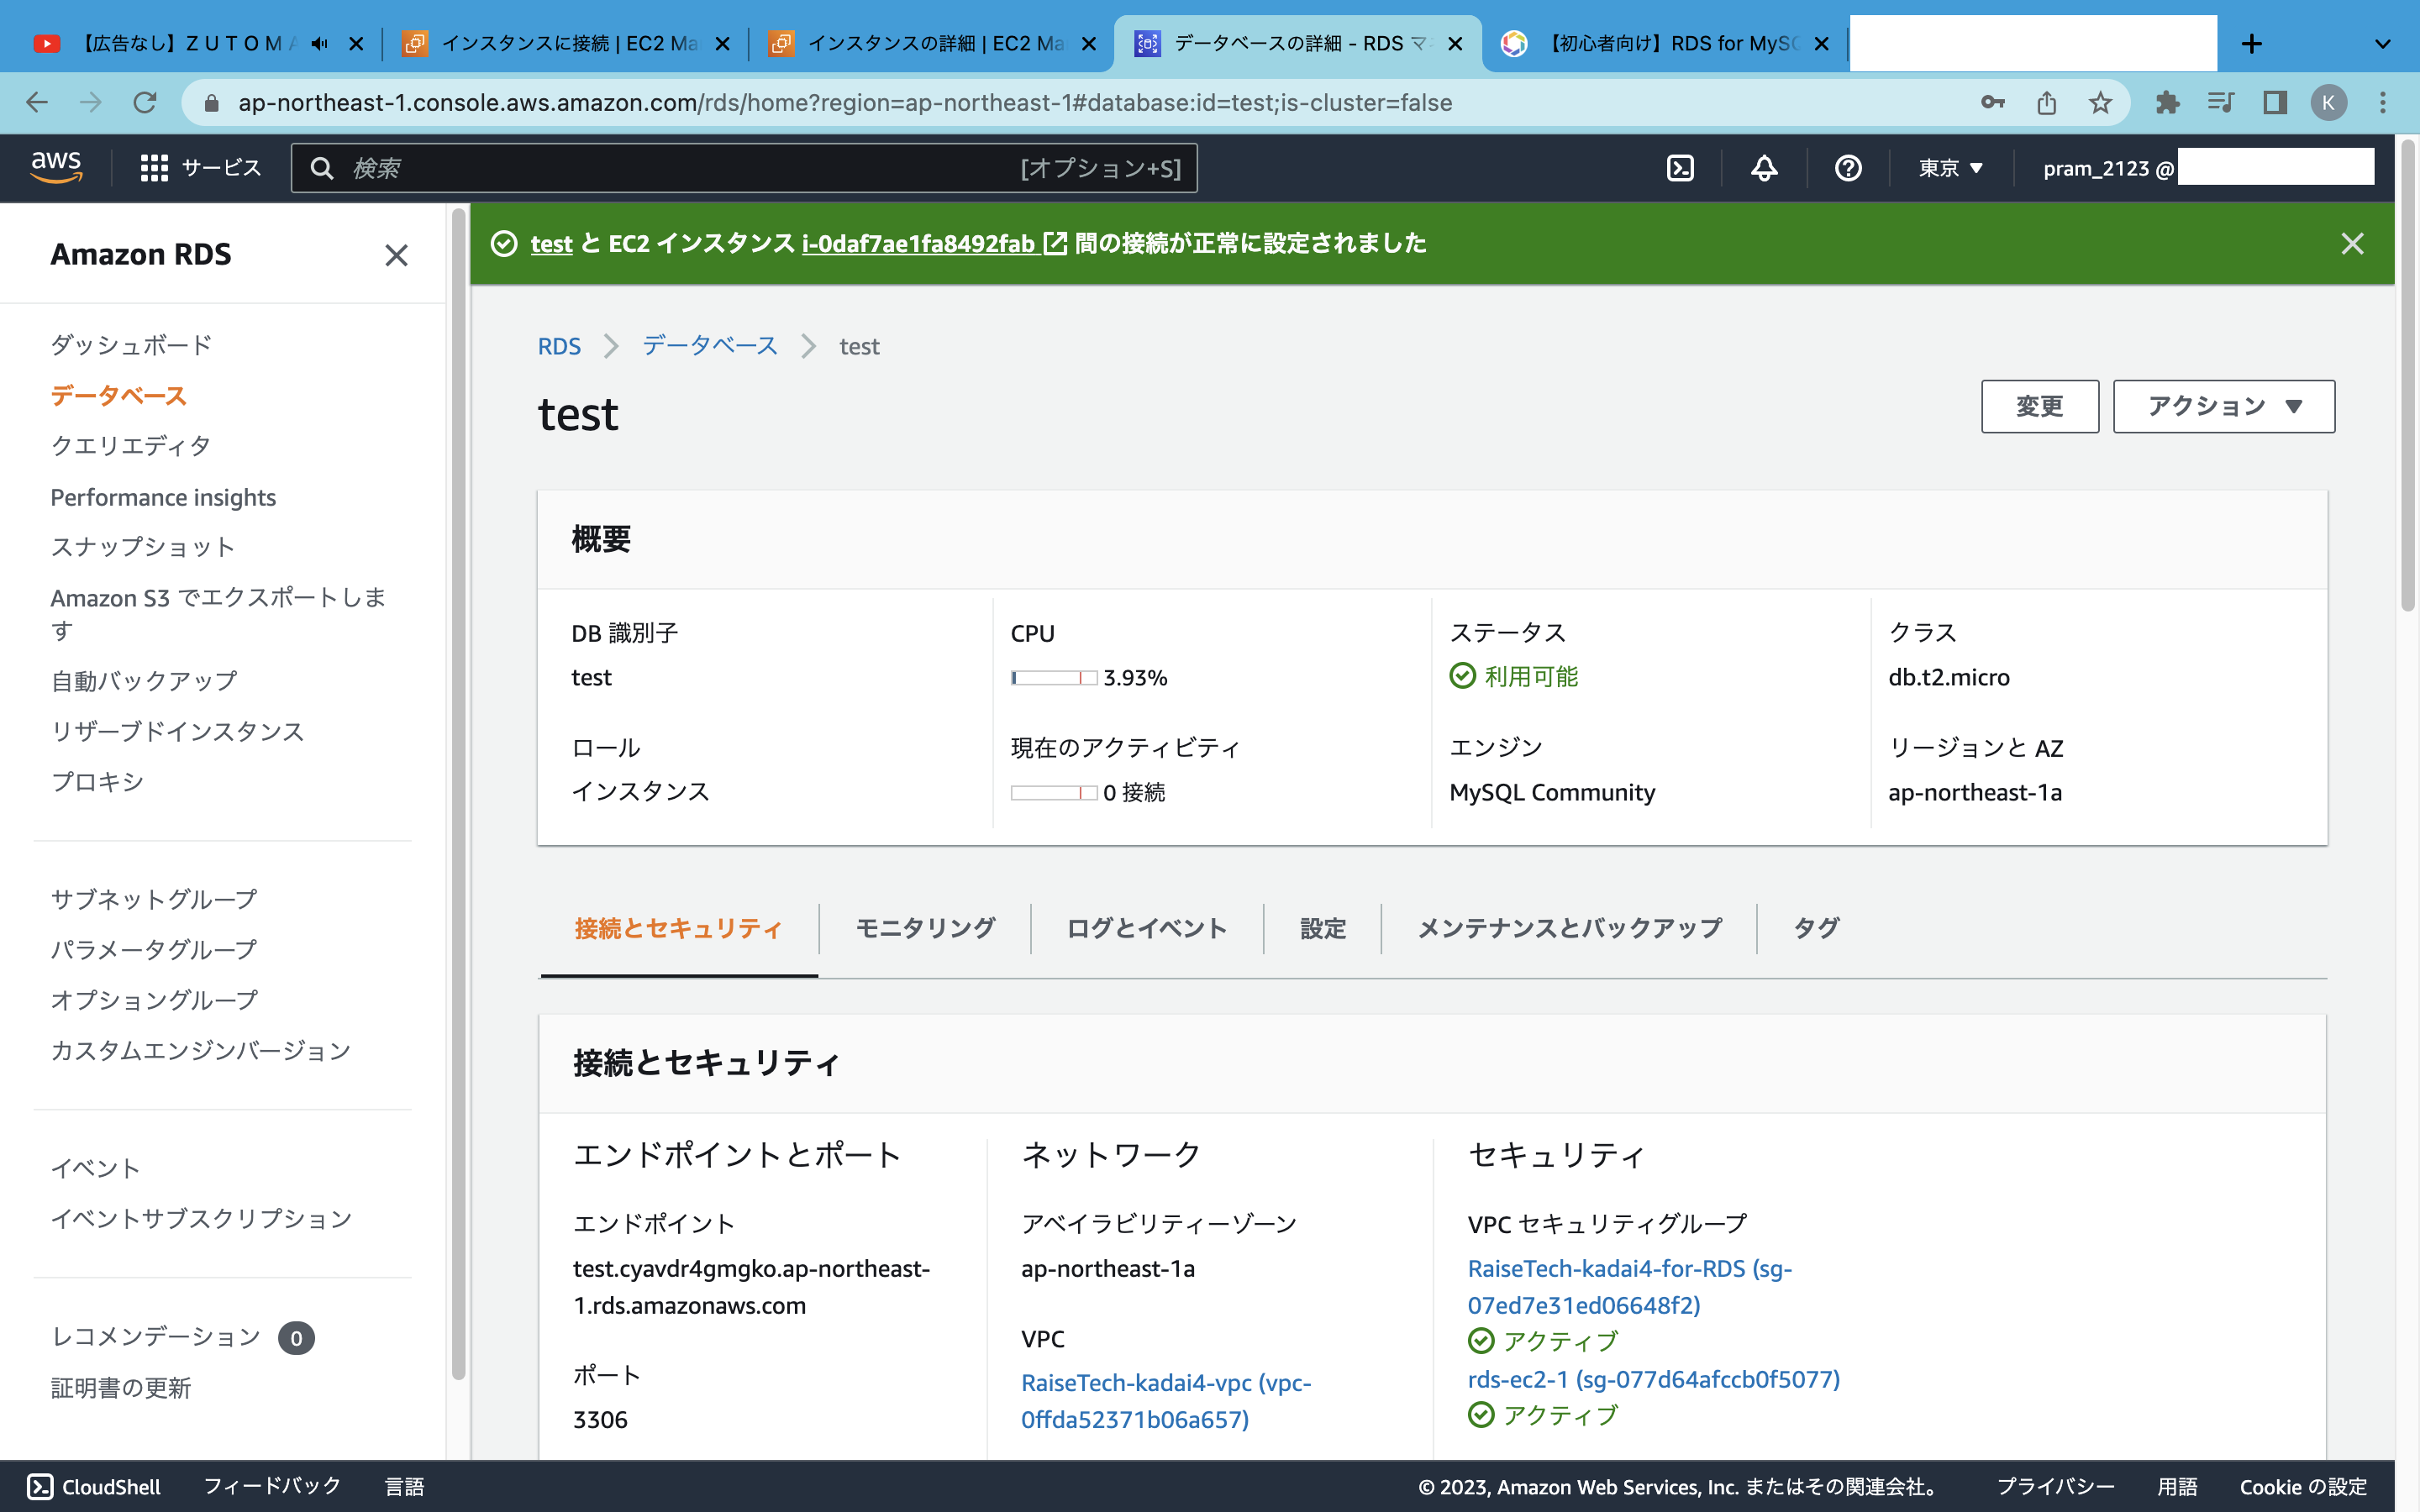 【広告なし】Z U T O M A
インスタンスに接続 | EC2 Ma
インスタンスの詳細 | EC2 Ma
データベースの詳細 - RDS マ
【初心者向け】RDS for MySC
ap-northeast-1.console.aws.amazon.com/rds/home?region=ap-northeast-1#database:id=test;is-cluster=false
K
aws
サービス
検索
[オプション+S]
東京 ▼
pram_2123 @
Amazon RDS
ダッシュボード
データベース
クエリエディタ
Performance insights
スナップショット
Amazon S3 でエクスポートしま
す
自動バックアップ
リザーブドインスタンス
プロキシ
サブネットグループ
パラメータグループ
オプショングループ
カスタムエンジンバージョン
イベント
イベントサブスクリプション
レコメンデーション 0
証明書の更新
test と EC2 インスタンス i-0daf7ae1fa8492fab 間の接続が正常に設定されました
RDS > データベース > test
test
変更
アクション ▼
概要
DB 識別子
test
CPU
3.93%
ステータス
利用可能
クラス
db.t2.micro
ロール
インスタンス
現在のアクティビティ
0 接続
エンジン
MySQL Community
リージョンと AZ
ap-northeast-1a
接続とセキュリティ
モニタリング
ログとイベント
設定
メンテナンスとバックアップ
タグ
接続とセキュリティ
エンドポイントとポート
エンドポイント
test.cyavdr4gmgko.ap-northeast-
1.rds.amazonaws.com
ポート
3306
ネットワーク
アベイラビリティーゾーン
ap-northeast-1a
VPC
RaiseTech-kadai4-vpc (vpc-
0ffda52371b06a657)
セキュリティ
VPC セキュリティグループ
RaiseTech-kadai4-for-RDS (sg-
07ed7e31ed06648f2)
アクティブ
rds-ec2-1 (sg-077d64afccb0f5077)
アクティブ
CloudShell
フィードバック
言語
© 2023, Amazon Web Services, Inc. またはその関連会社。
プライバシー
用語
Cookie の設定